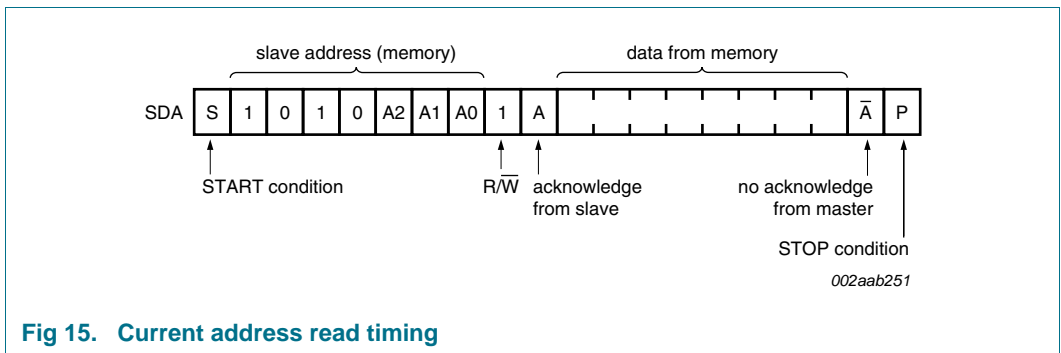 slave address (memory) data from memory
SDA S 1 0 1 0 A2 A1 A0 1 A A̅ P
START condition R/W̅ acknowledge from slave no acknowledge from master
STOP condition
002aab251
Fig 15. Current address read timing